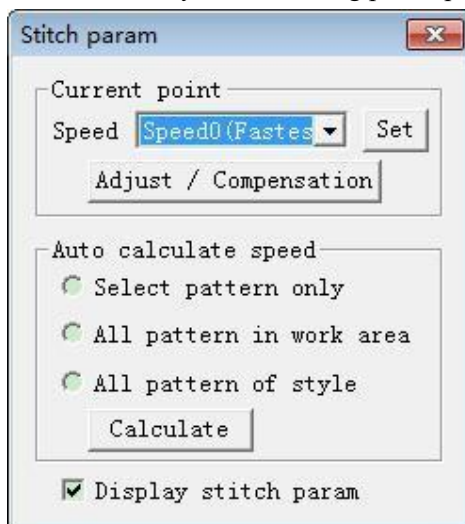 Stitch param
Current point
Speed Speed0(Fastes Set
Adjust / Compensation
Auto calculate speed
Select pattern only
All pattern in work area
All pattern of style
Calculate
Display stitch param